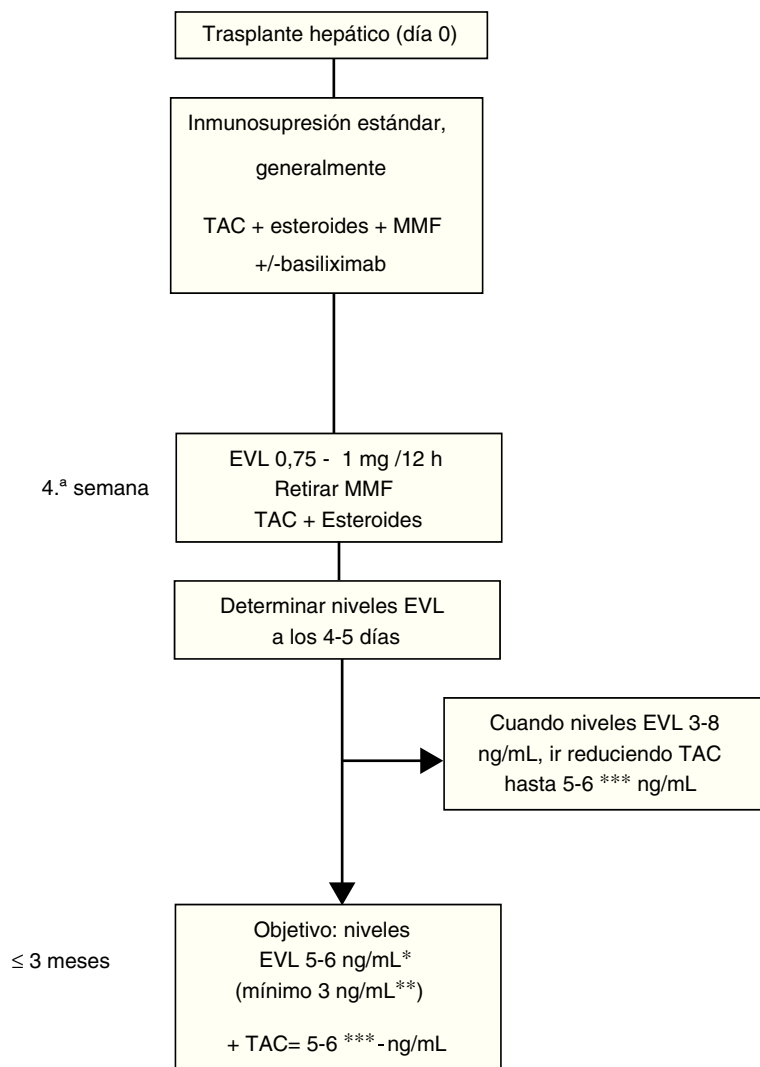 Trasplante hepático (día 0)
Inmunosupresión estándar,
generalmente
TAC + esteroides + MMF
+/-basiliximab
4.ª semana
EVL 0,75 - 1 mg /12 h
Retirar MMF
TAC + Esteroides
Determinar niveles EVL
a los 4-5 días
Cuando niveles EVL 3-8
ng/mL, ir reduciendo TAC
hasta 5-6 *** ng/mL
≤ 3 meses
Objetivo: niveles
EVL 5-6 ng/mL*
(mínimo 3 ng/mL**)
+ TAC= 5-6 ***-ng/mL